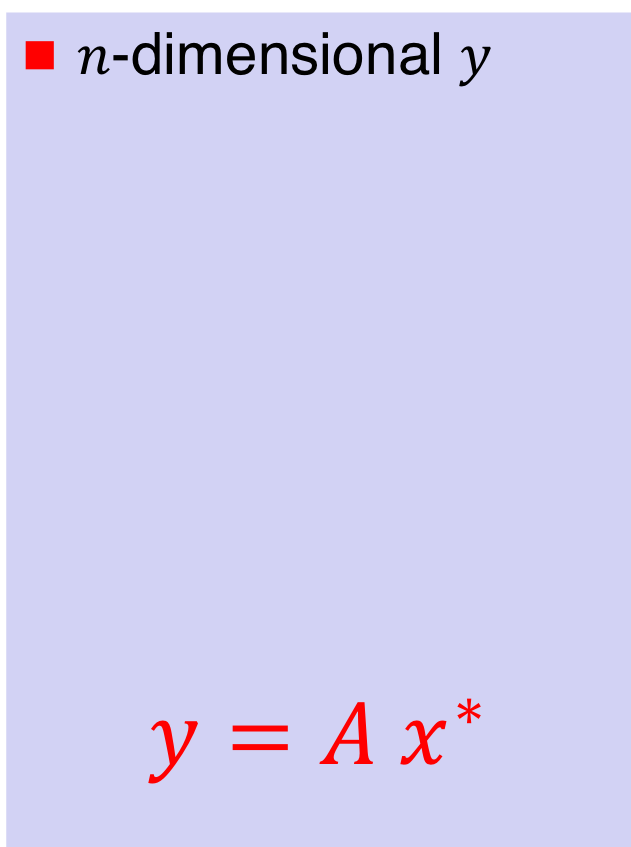 n-dimensional y
y = A x*